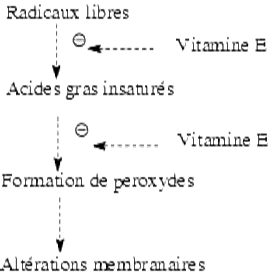 Radicaux libres
⊖
Vitamine E
Acides gras insaturés
⊖
Vitamine E
Formation de peroxydes
Altérations membranaires